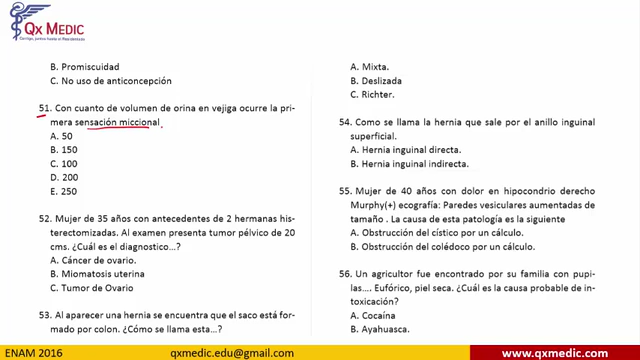 Qx MEDIC
B. Promiscuidad
C. No uso de anticoncepción
51. Con cuanto de volumen de orina en vejiga ocurre la pri-
mera sensación miccional
A. 50
B. 150
C. 100
D. 200
E. 250
52. Mujer de 35 años con antecedentes de 2 hermanas his-
terectomizadas. Al examen presenta tumor pélvico de 20
cms. ¿Cuál es el diagnostico...?
A. Cáncer de ovario.
B. Miomatosis uterina
C. Tumor de Ovario
53. Al aparecer una hernia se encuentra que el saco está for-
mado por colon. ¿Cómo se llama esta...?
A. Mixta.
B. Deslizada
C. Richter.
54. Como se llama la hernia que sale por el anillo inguinal
superficial.
A. Hernia inguinal directa.
B. Hernia inguinal indirecta.
55. Mujer de 40 años con dolor en hipocondrio derecho
Murphy(+) ecografía: Paredes vesiculares aumentadas de
tamaño . La causa de esta patología es la siguiente
A. Obstrucción del cístico por un cálculo.
B. Obstrucción del colédoco por un cálculo.
56. Un agricultor fue encontrado por su familia con pupi-
las.... Eufórico, piel seca. ¿Cuál es la causa probable de in-
toxicación?
A. Cocaína
B. Ayahuasca.
ENAM 2016 qxmedic.edu@gmail.com www.qxmedic.com